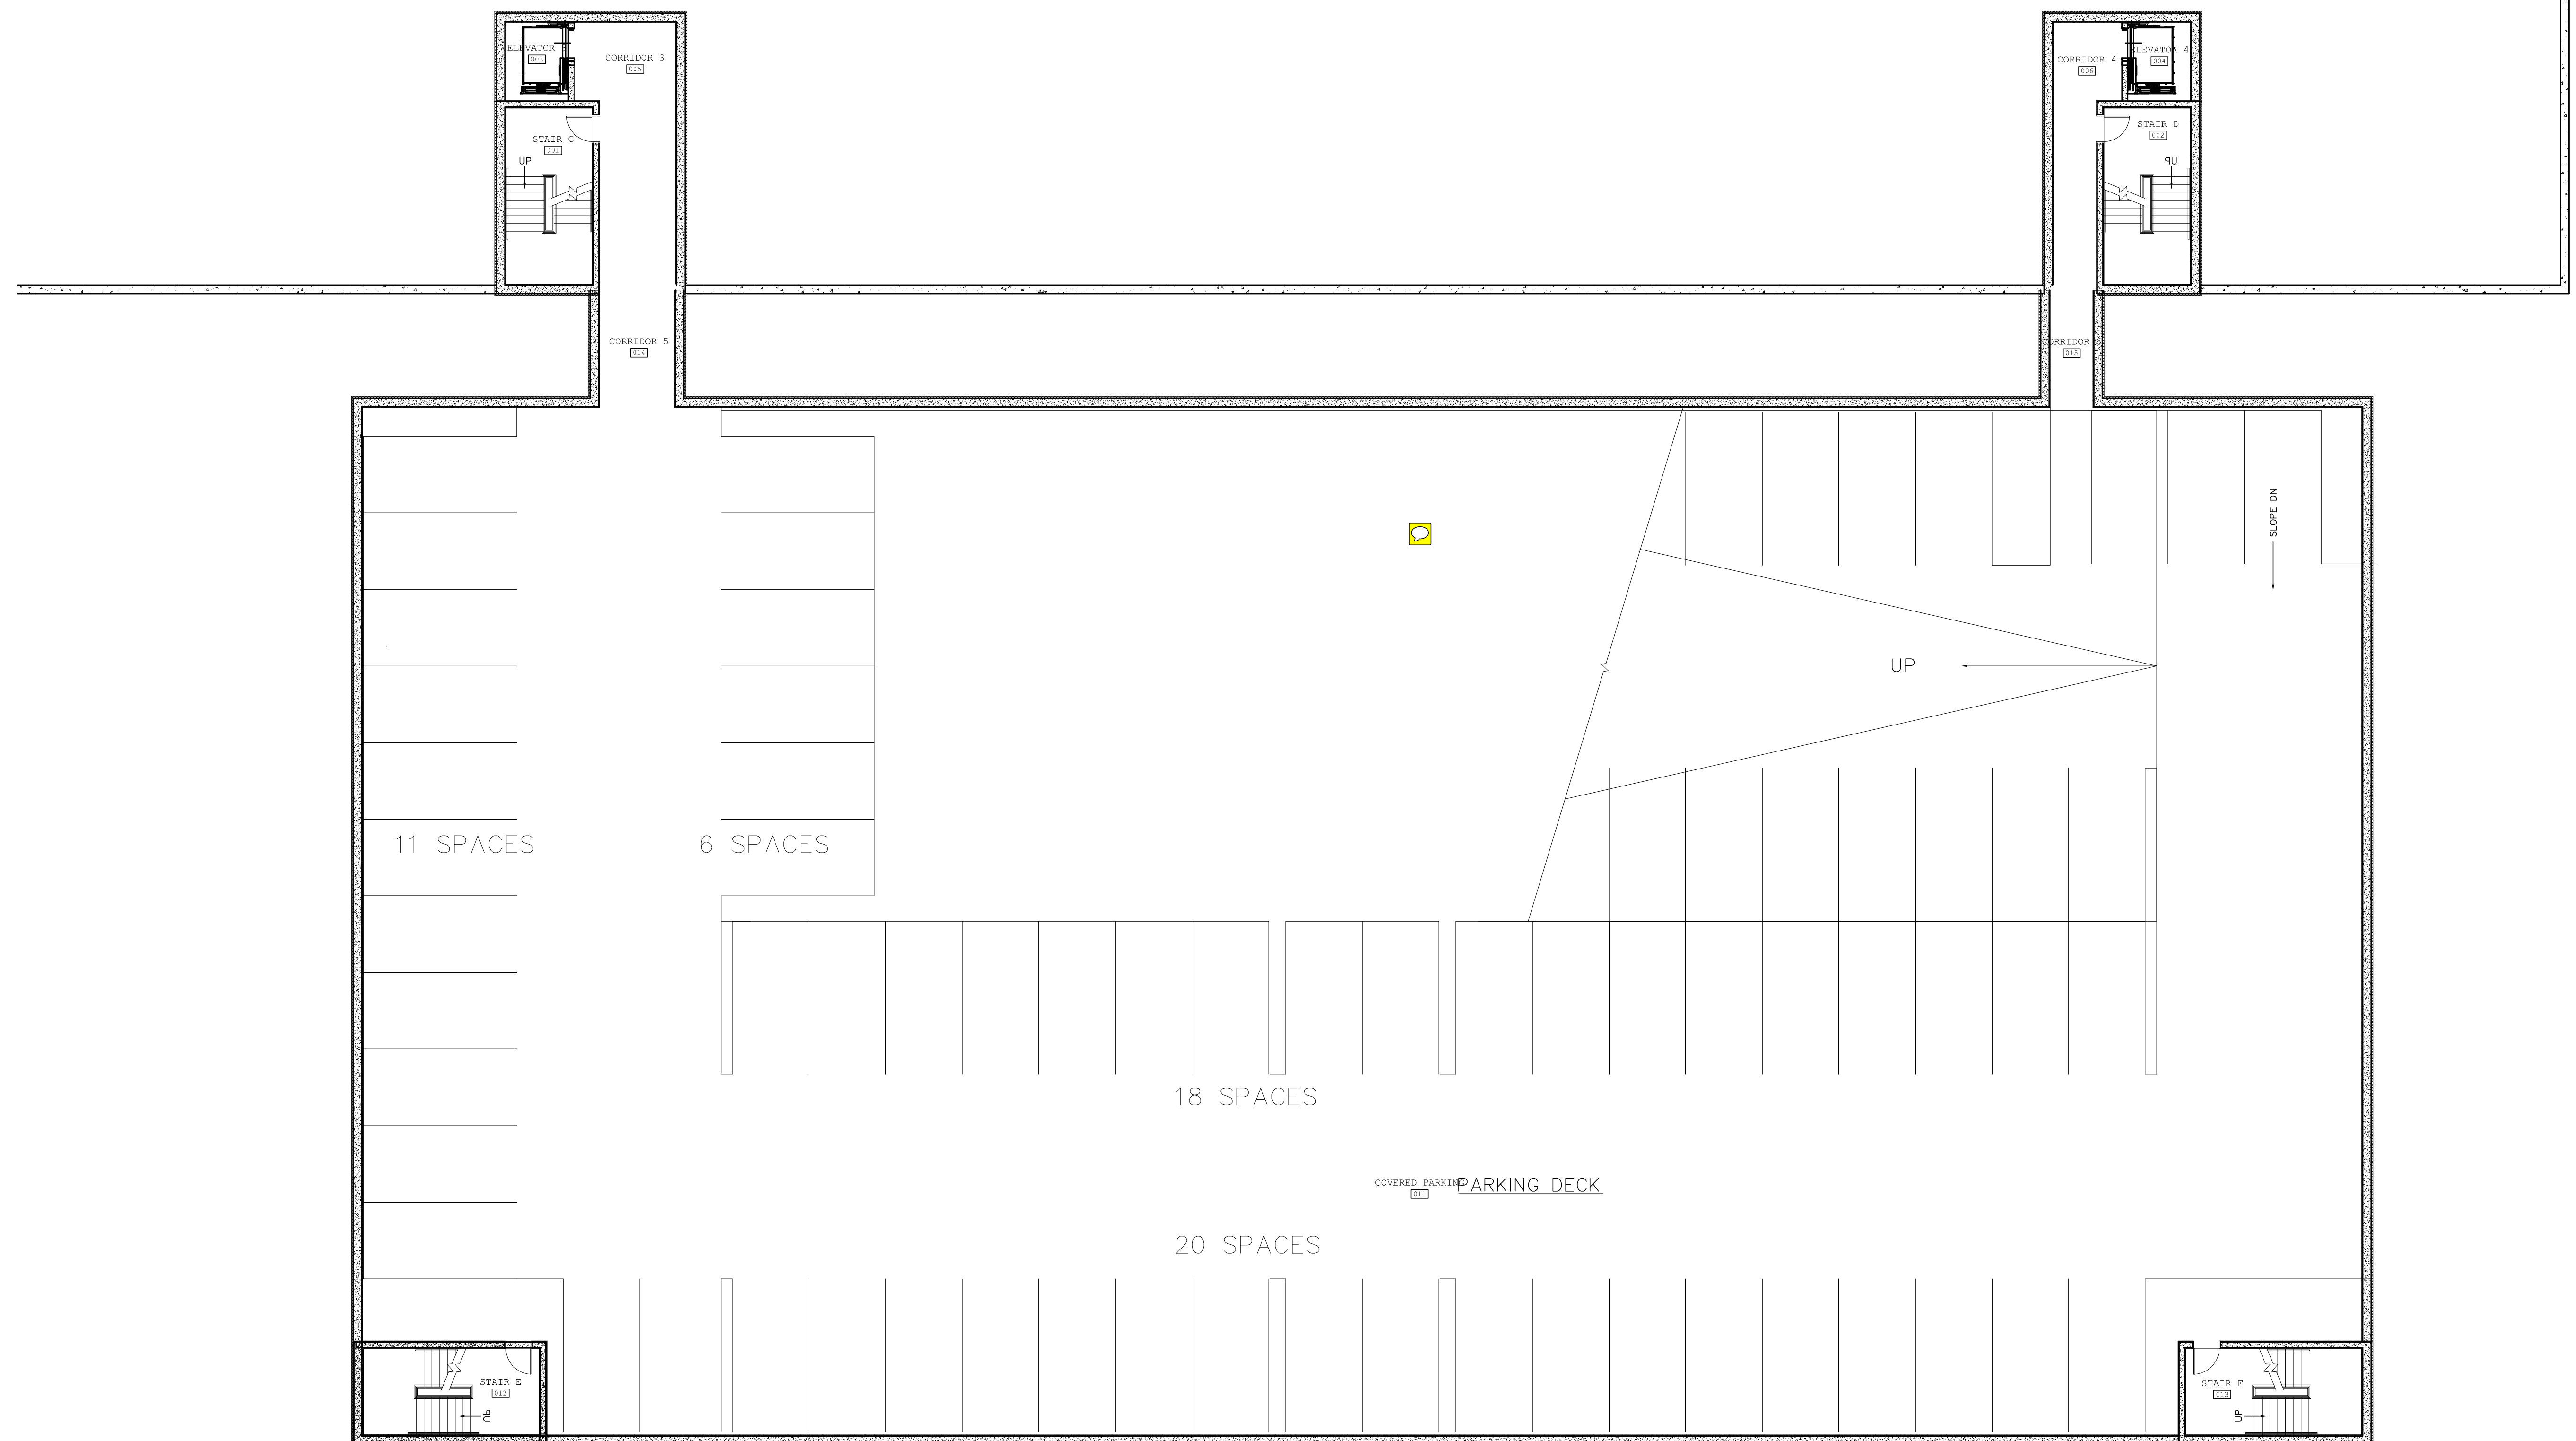 ELEVATOR
003
CORRIDOR 3
005
CORRIDOR 4
006
ELEVATOR 4
004
STAIR C
001
UP
STAIR D
002
UP
CORRIDOR 5
014
CORRIDOR
015
SLOPE DN
UP
11 SPACES
6 SPACES
18 SPACES
COVERED PARKING
011
PARKING DECK
20 SPACES
STAIR E
012
UP
STAIR F
013
UP